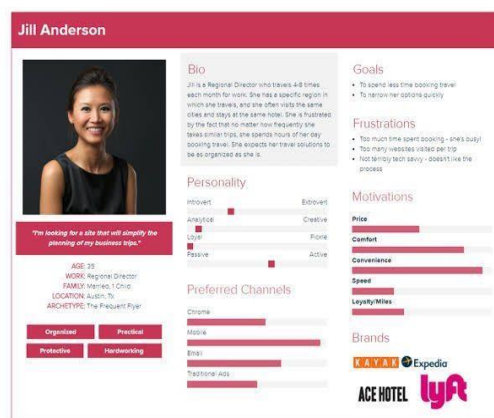 Jill Anderson
"I'm looking for a site that will simplify the
planning of my business trips."
AGE: 35
WORK: Regional Director
FAMILY: Married, 1 Child
LOCATION: Austin, Tx
ARCHETYPE: The Frequent Flyer
Organized
Practical
Protective
Hardworking
Bio
Jill is a Regional Director who travels 4-8 times
each month for work. She has a specific region in
which she travels, and she often visits the same
cities and stays at the same hotel. She is frustrated
by the fact that no matter how frequently she
takes similar trips, she spends hours of her day
booking travel. She expects her travel solutions to
be as organized as she is.
Personality
Introvert Extrovert
Analytical Creative
Loyal Fickle
Passive Active
Preferred Channels
Chrome
Mobile
Email
Traditional Ads
Goals
• To spend less time booking travel
• To narrow her options quickly
Frustrations
• Too much time spent booking - she's busy!
• Too many websites visited per trip
• Not terribly tech savvy - doesn't like the
process
Motivations
Price
Comfort
Convenience
Speed
Loyalty/Miles
Brands
KAYAK Expedia
ACE HOTEL lyft